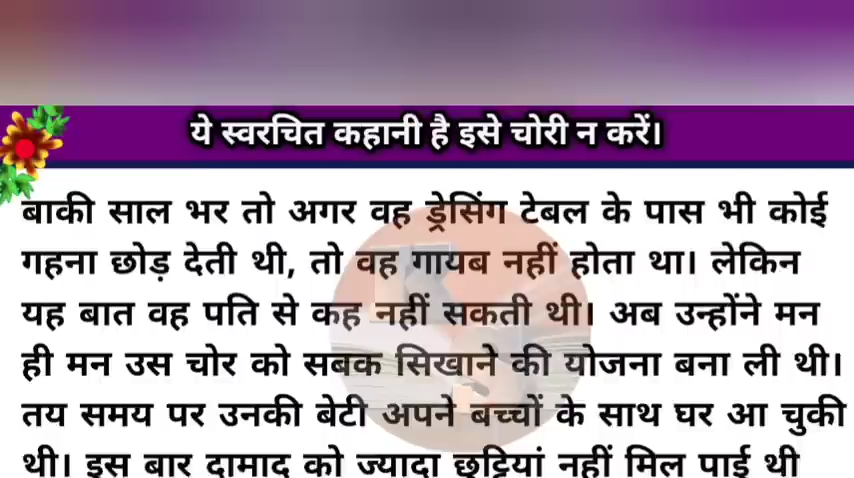 ये स्वरचित कहानी है इसे चोरी न करें।
बाकी साल भर तो अगर वह ड्रेसिंग टेबल के पास भी कोई
गहना छोड़ देती थी, तो वह गायब नहीं होता था। लेकिन
यह बात वह पति से कह नहीं सकती थी। अब उन्होंने मन
ही मन उस चोर को सबक सिखाने की योजना बना ली थी।
तय समय पर उनकी बेटी अपने बच्चों के साथ घर आ चुकी
थी। इस बार दामाद को ज्यादा छुट्टियां नहीं मिल पाई थी